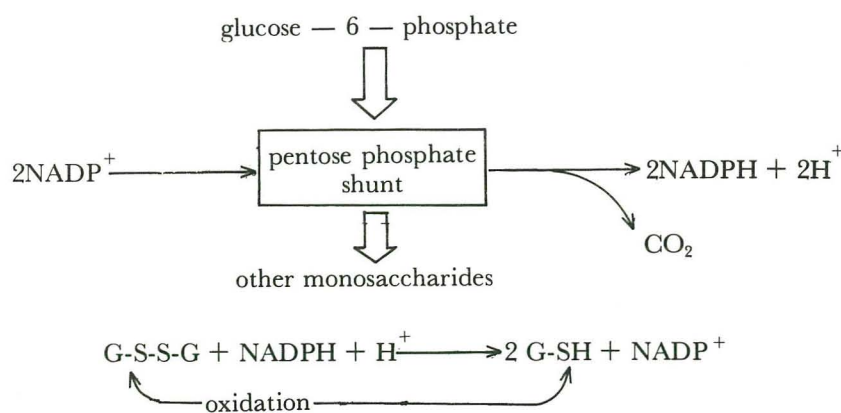 glucose — 6 — phosphate
2NADP⁺
pentose phosphate
shunt
2NADPH + 2H⁺
CO₂
other monosaccharides
G-S-S-G + NADPH + H⁺ → 2 G-SH + NADP⁺
oxidation